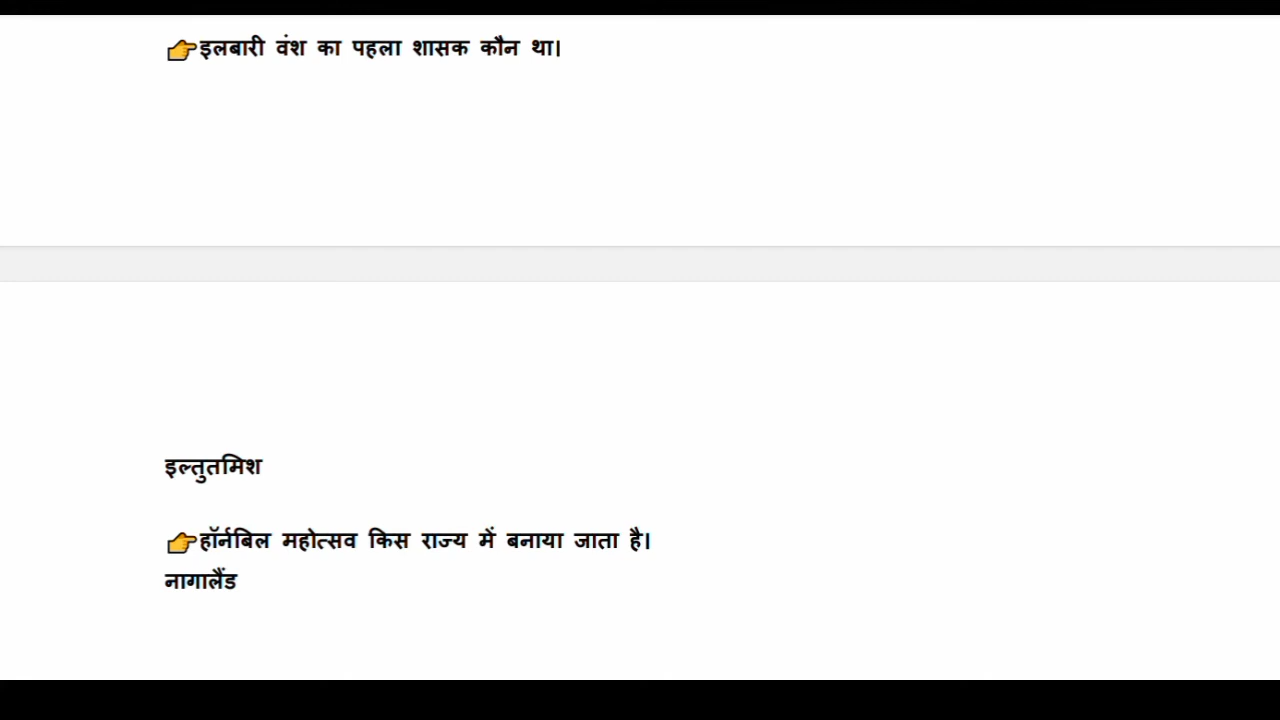 👉इलबारी वंश का पहला शासक कौन था।
इल्तुतमिश
👉हॉर्नबिल महोत्सव किस राज्य में बनाया जाता है।
नागालैंड